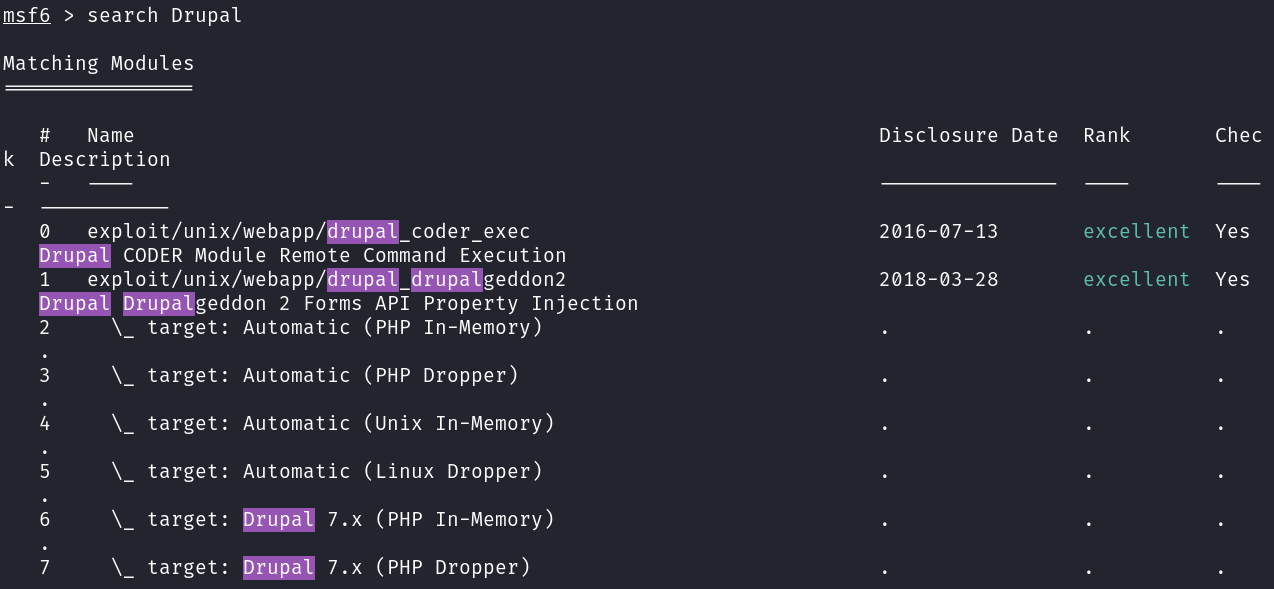 msf6 > search Drupal
Matching Modules
================
# Name Disclosure Date Rank Chec
k Description
- ---- --------------- ---- ----
- -----------
0 exploit/unix/webapp/drupal_coder_exec 2016-07-13 excellent Yes
Drupal CODER Module Remote Command Execution
1 exploit/unix/webapp/drupal_drupalgeddon2 2018-03-28 excellent Yes
Drupal Drupalgeddon 2 Forms API Property Injection
2 \_ target: Automatic (PHP In-Memory) . . .
.
3 \_ target: Automatic (PHP Dropper) . . .
.
4 \_ target: Automatic (Unix In-Memory) . . .
.
5 \_ target: Automatic (Linux Dropper) . . .
.
6 \_ target: Drupal 7.x (PHP In-Memory) . . .
.
7 \_ target: Drupal 7.x (PHP Dropper) . . .